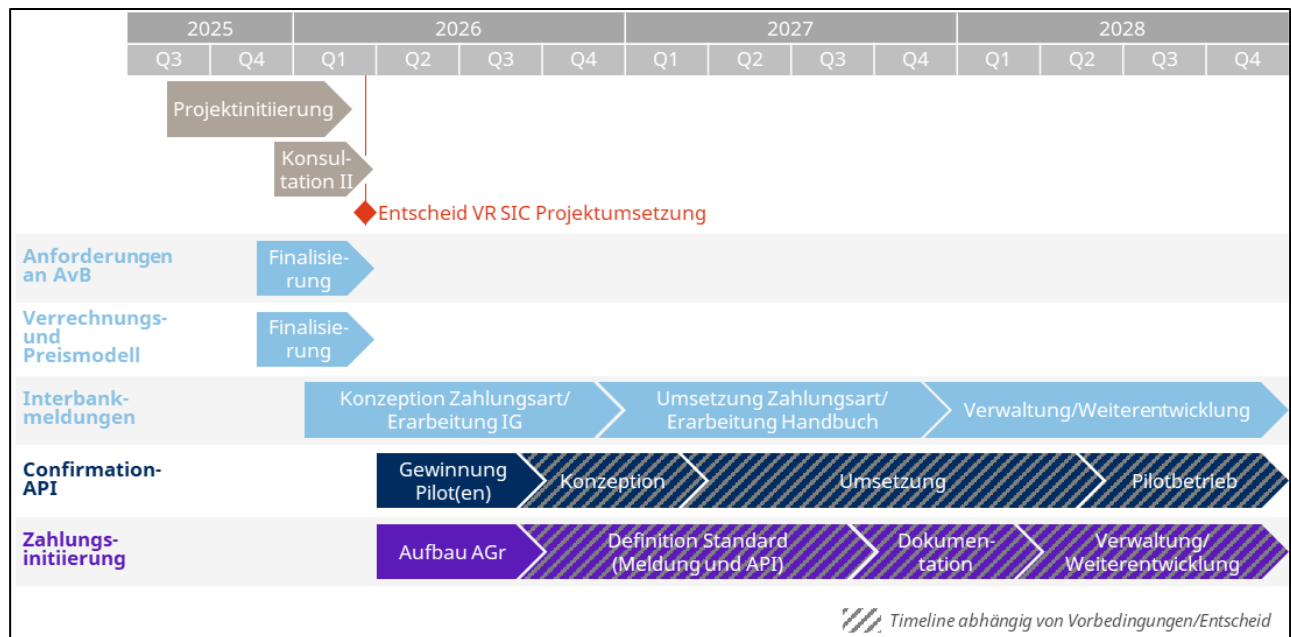 2025 2026 2027 2028
Q3 Q4 Q1 Q2 Q3 Q4 Q1 Q2 Q3 Q4 Q1 Q2 Q3 Q4
Projektinitiierung
Konsul-
tation II
Entscheid VR SIC Projektumsetzung
Anforderungen
an AvB
Finalisie-
rung
Verrechnungs-
und
Preismodell
Finalisie-
rung
Interbank-
meldungen
Konzeption Zahlungsart/
Erarbeitung IG
Umsetzung Zahlungsart/
Erarbeitung Handbuch
Verwaltung/Weiterentwicklung
Confirmation-
API
Gewinnung
Pilot(en)
Konzeption
Umsetzung
Pilotbetrieb
Zahlungs-
initiierung
Aufbau AGr
Definition Standard
(Meldung und API)
Dokumen-
tation
Verwaltung/
Weiterentwicklung
Timeline abhängig von Vorbedingungen/Entscheid